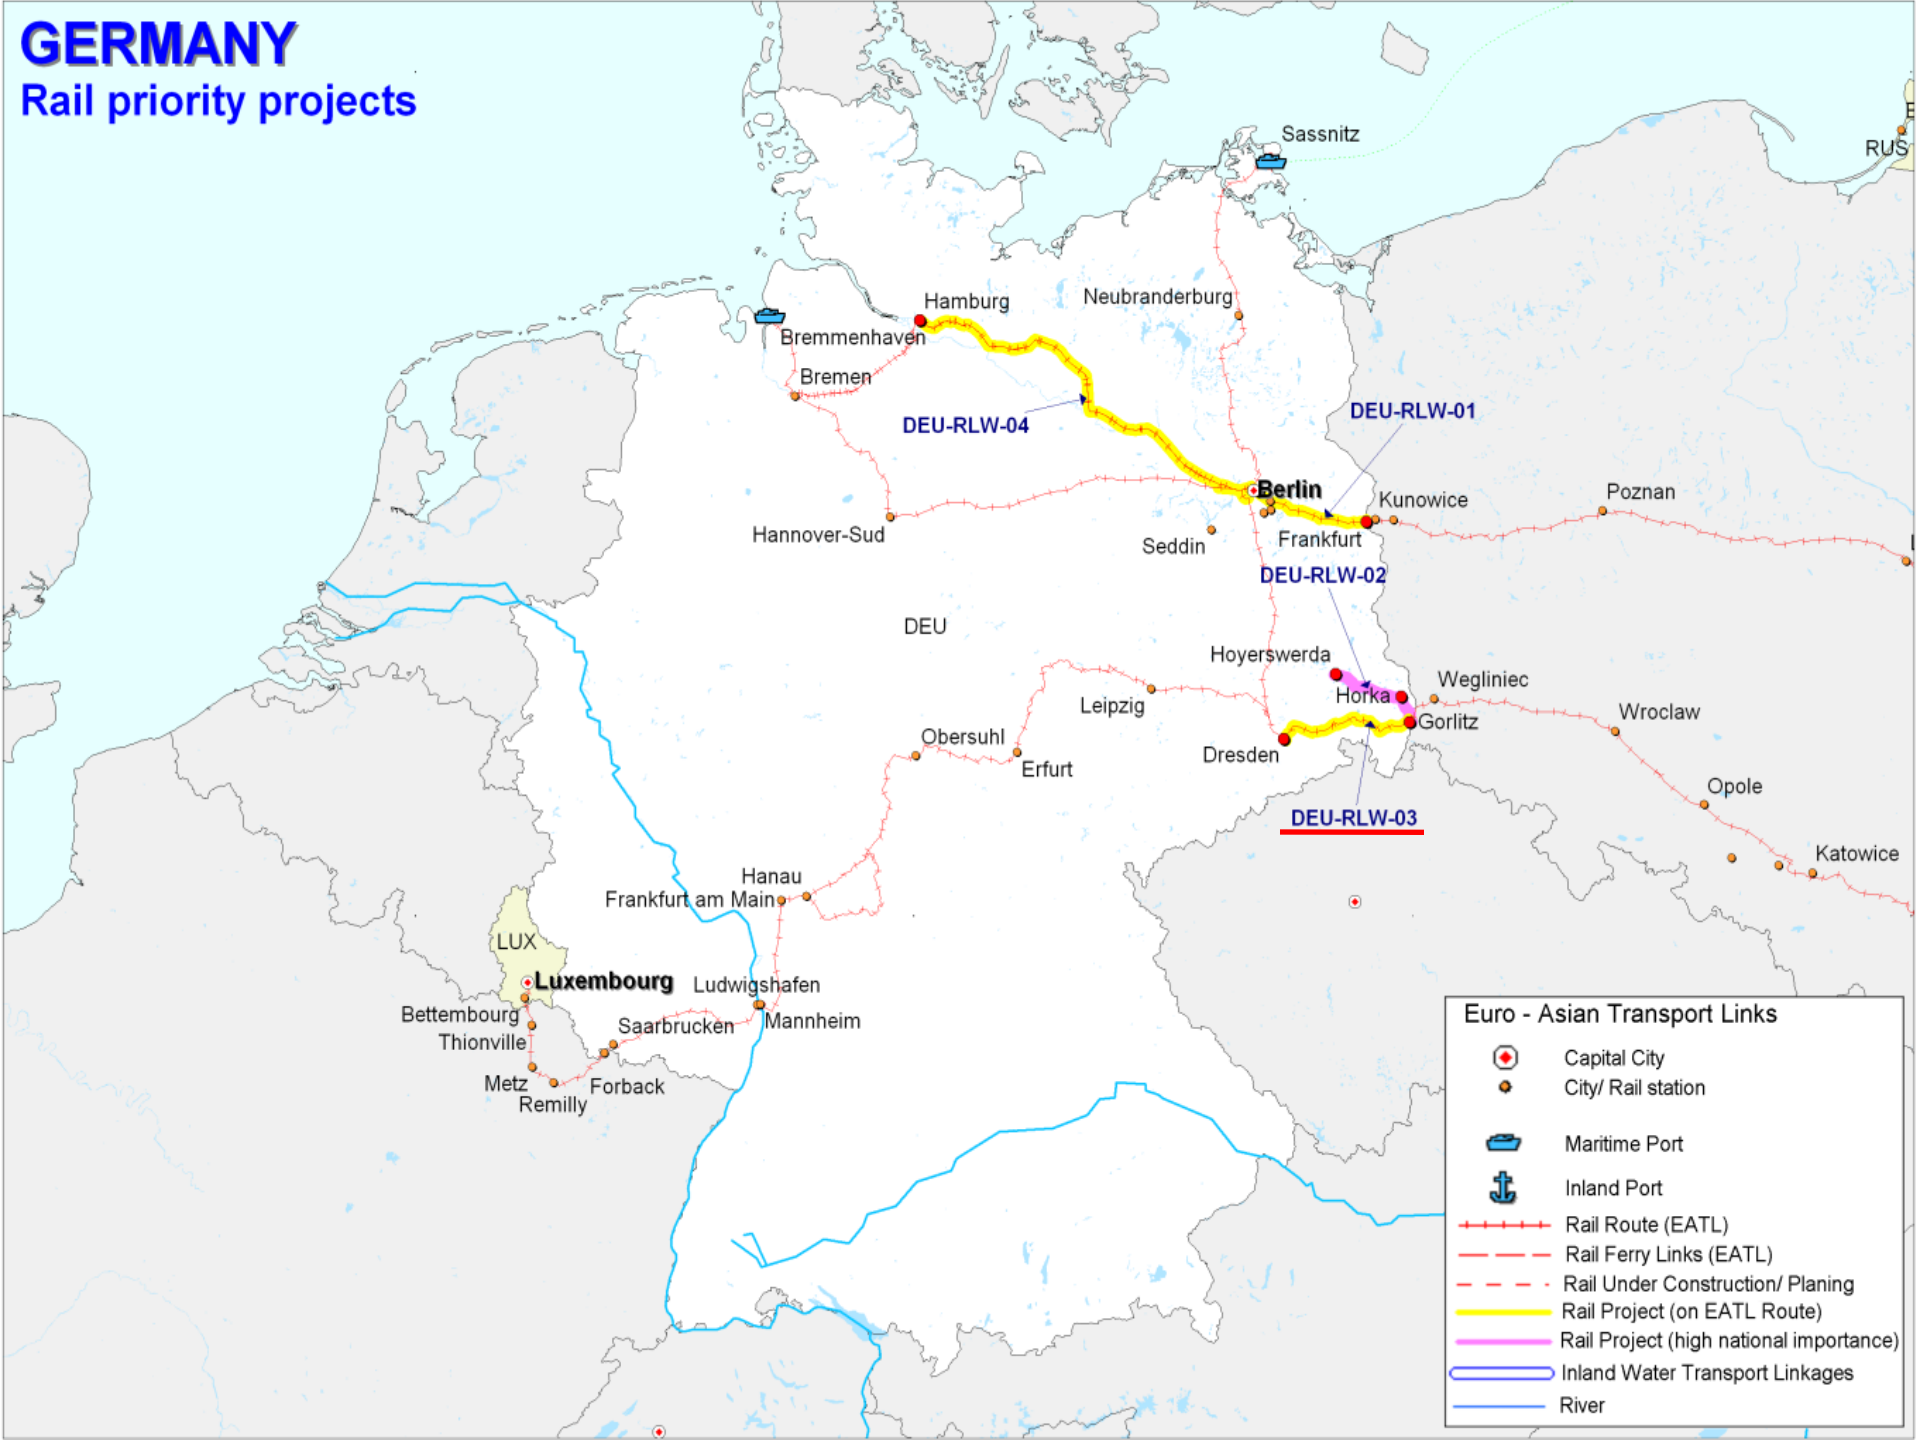 GERMANY
Rail priority projects
Sassnitz
RUS
Hamburg
Neubranderburg
Bremmenhaven
Bremen
DEU-RLW-04
DEU-RLW-01
Berlin
Kunowice
Poznan
Hannover-Sud
Seddin
Frankfurt
DEU-RLW-02
DEU
Hoyerswerda
Horka
Wegliniec
Leipzig
Gorlitz
Wroclaw
Obersuhl
Erfurt
Dresden
Opole
DEU-RLW-03
Katowice
Hanau
Frankfurt am Main
LUX
Luxembourg
Ludwigshafen
Bettembourg
Saarbrucken
Mannheim
Thionville
Metz
Forback
Remilly
Euro - Asian Transport Links
Capital City
City/ Rail station
Maritime Port
Inland Port
Rail Route (EATL)
Rail Ferry Links (EATL)
Rail Under Construction/ Planing
Rail Project (on EATL Route)
Rail Project (high national importance)
Inland Water Transport Linkages
River